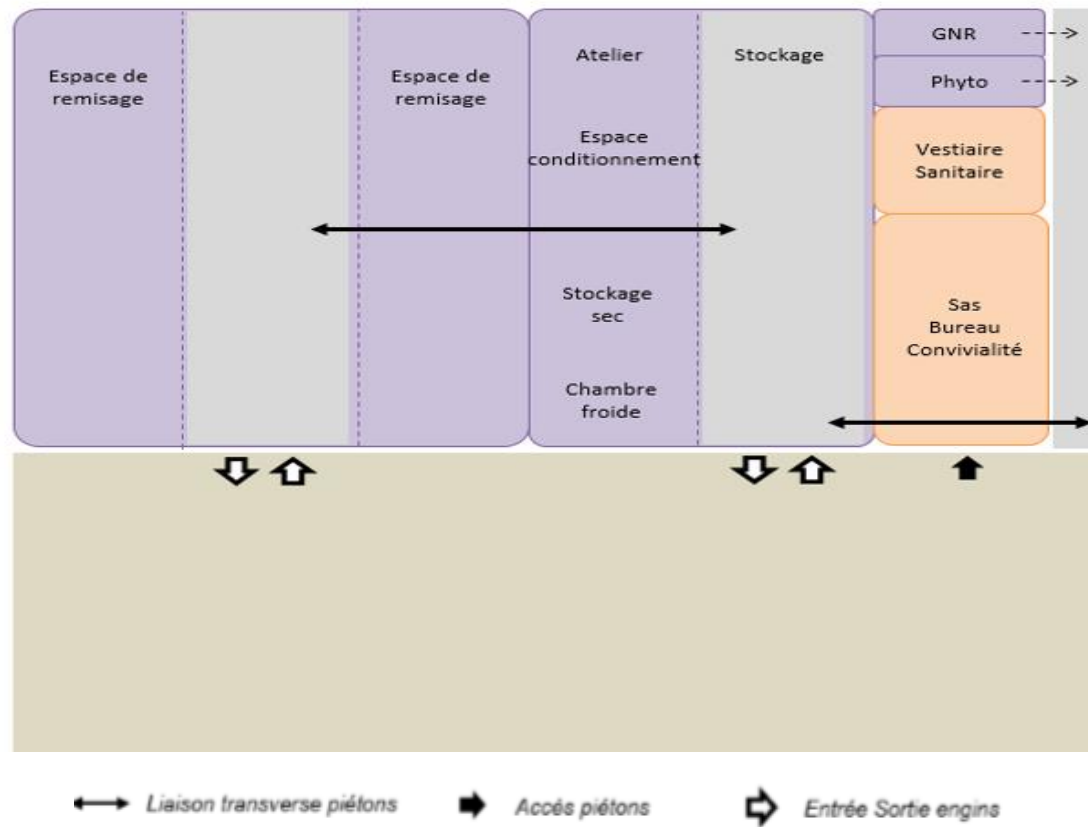 Espace de
remisage
Espace de
remisage
Atelier
Espace
conditionnement
Stockage
sec
Chambre
froide
Stockage
GNR
Phyto
Vestiaire
Sanitaire
Sas
Bureau
Convivialité
Liaison transverse piétons
Accés piétons
Entrée Sortie engins